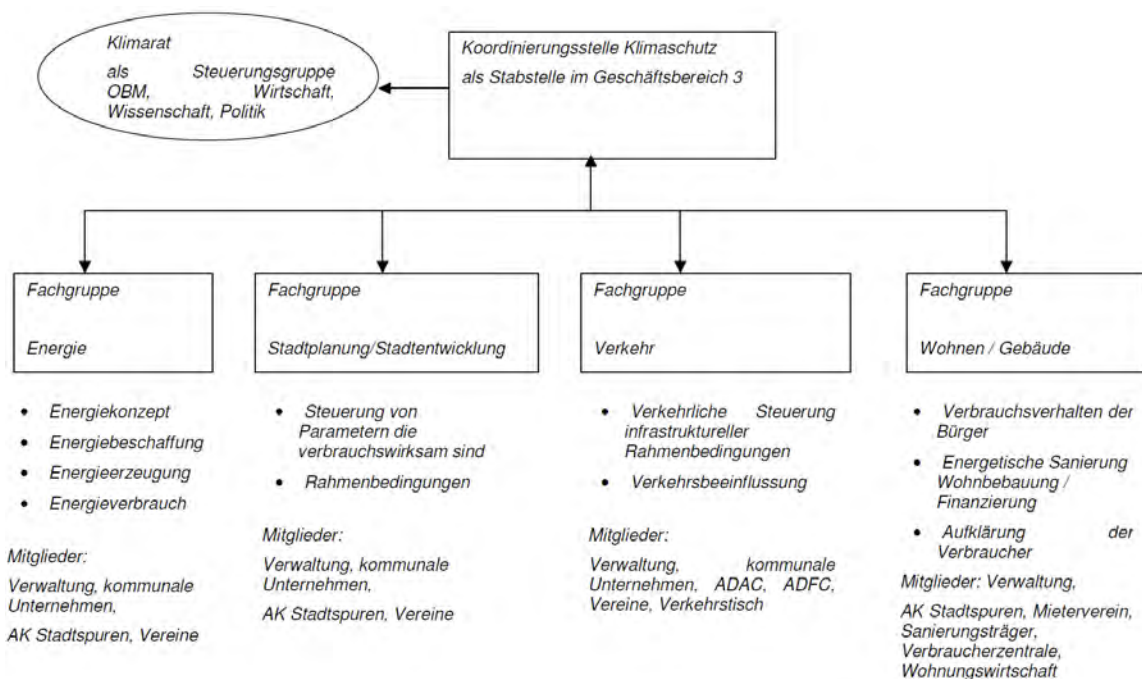 Klimarat
als Steuerungsgruppe
OBM, Wirtschaft,
Wissenschaft, Politik
Koordinierungsstelle Klimaschutz
als Stabstelle im Geschäftsbereich 3
Fachgruppe
Energie
• Energiekonzept
• Energiebeschaffung
• Energieerzeugung
• Energieverbrauch
Mitglieder:
Verwaltung, kommunale
Unternehmen,
AK Stadtspuren, Vereine
Fachgruppe
Stadtplanung/Stadtentwicklung
• Steuerung von
Parametern die
verbrauchswirksam sind
• Rahmenbedingungen
Mitglieder:
Verwaltung, kommunale
Unternehmen,
AK Stadtspuren, Vereine
Fachgruppe
Verkehr
• Verkehrliche Steuerung
infrastruktureller
Rahmenbedingungen
• Verkehrsbeeinflussung
Mitglieder:
Verwaltung, kommunale
Unternehmen, ADAC, ADFC,
Vereine, Verkehrstisch
Fachgruppe
Wohnen / Gebäude
• Verbrauchsverhalten der
Bürger
• Energetische Sanierung
Wohnbebauung /
Finanzierung
• Aufklärung der
Verbraucher
Mitglieder: Verwaltung,
AK Stadtspuren, Mieterverein,
Sanierungsträger,
Verbraucherzentrale,
Wohnungswirtschaft